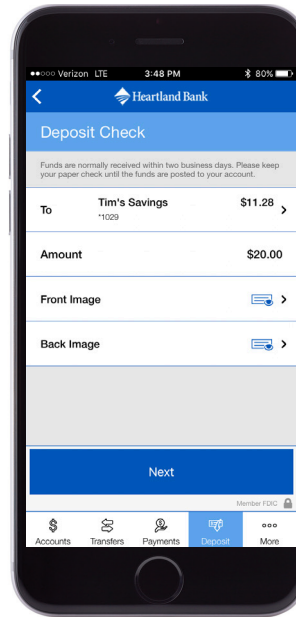 Verizon LTE 3:48 PM 80%
Heartland Bank
Deposit Check
Funds are normally received within two business days. Please keep
your paper check until the funds are posted to your account.
To Tim's Savings $11.28
*1029
Amount $20.00
Front Image
Back Image
Next
Member FDIC
Accounts Transfers Payments Deposit More